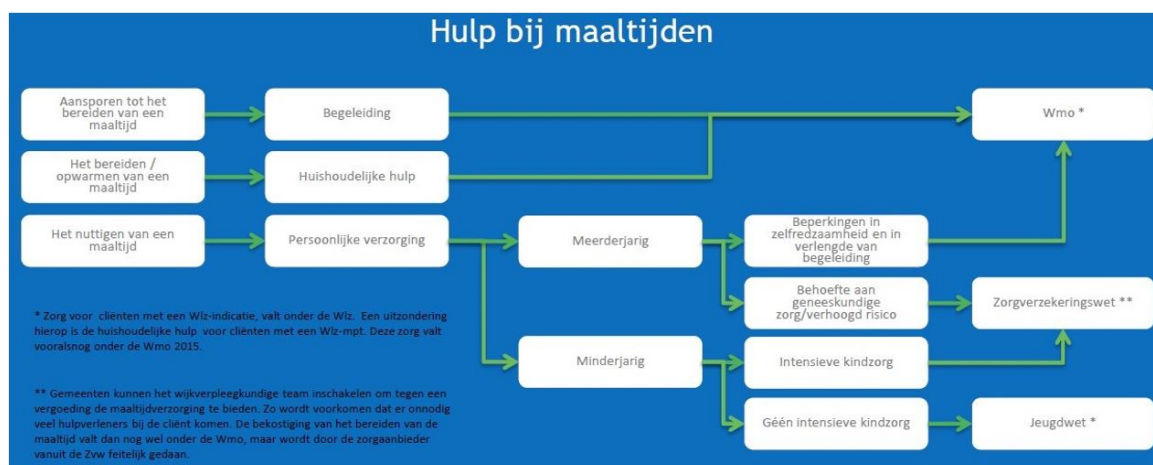 Hulp bij maaltijden
Aansporen tot het
bereiden van een
maaltijd
Begeleiding
Wmo *
Het bereiden /
opwarmen van een
maaltijd
Huishoudelijke hulp
Het nuttigen van een
maaltijd
Persoonlijke verzorging
Meerderjarig
Beperkingen in
zelfredzaamheid en in
verlengde van
begeleiding
Behoefte aan
geneeskundige
zorg/verhoogd risico
Zorgverzekeringswet **
Minderjarig
Intensieve kindzorg
Géén intensieve kindzorg
Jeugdwet *
* Zorg voor cliënten met een Wlz-indicatie, valt onder de Wlz. Een uitzondering
hierop is de huishoudelijke hulp voor cliënten met een Wlz-mpt. Deze zorg valt
vooralsnog onder de Wmo 2015.
** Gemeenten kunnen het wijkverpleegkundige team inschakelen om tegen een
vergoeding de maaltijdverzorging te bieden. Zo wordt voorkomen dat er onnodig
veel hulpverleners bij de cliënt komen. De bekostiging van het bereiden van de
maaltijd valt dan nog wel onder de Wmo, maar wordt door de zorgaanbieder
vanuit de Zvw feitelijk gedaan.